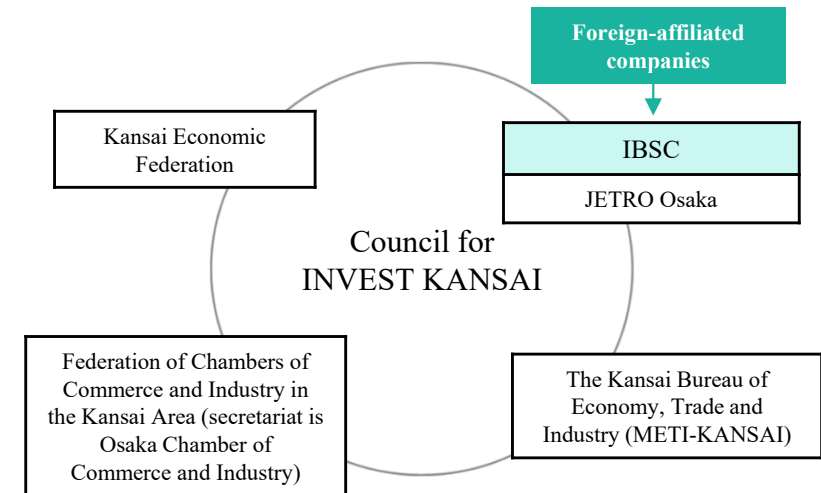 Foreign-affiliated
companies
Kansai Economic
Federation
IBSC
JETRO Osaka
Council for
INVEST KANSAI
Federation of Chambers of
Commerce and Industry in
the Kansai Area (secretariat is
Osaka Chamber of
Commerce and Industry)
The Kansai Bureau of
Economy, Trade and
Industry (METI-KANSAI)